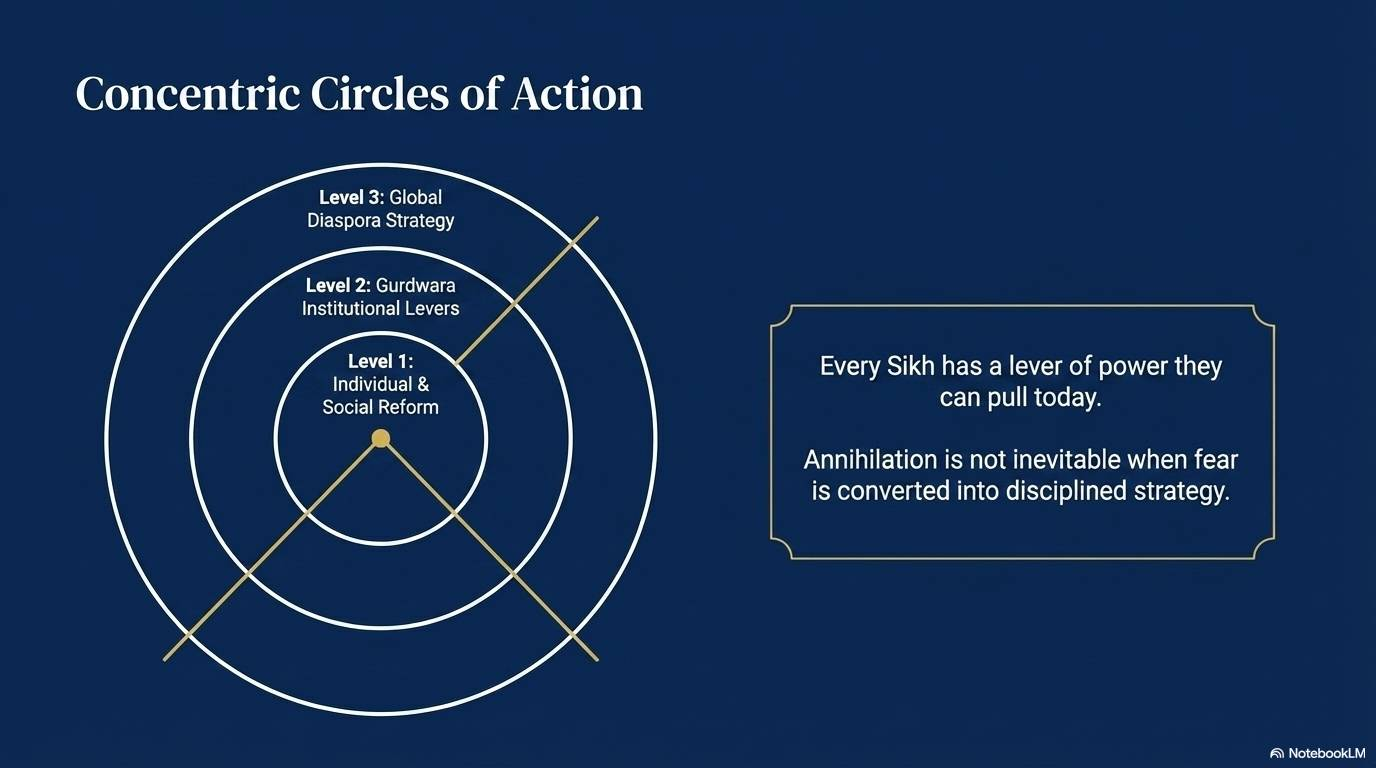 Concentric Circles of Action
Level 3: Global
Diaspora Strategy
Level 2: Gurdwara
Institutional Levers
Level 1:
Individual &
Social Reform
Every Sikh has a lever of power they
can pull today.
Annihilation is not inevitable when fear
is converted into disciplined strategy.
NotebookLM